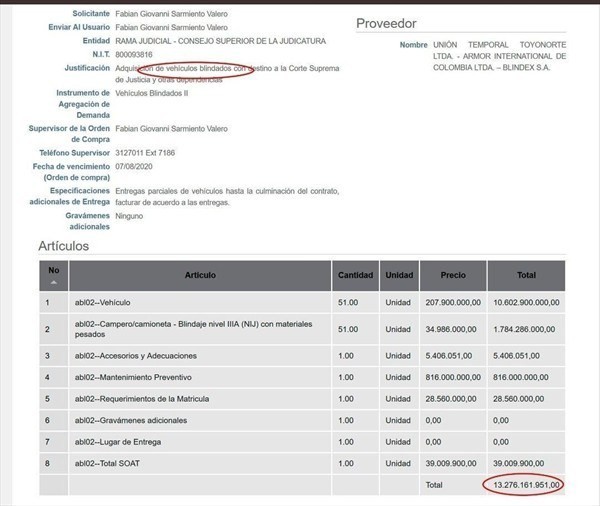 Solicitante Fabian Giovanni Sarmiento Valero
Enviar Al Usuario Fabian Giovanni Sarmiento Valero
Entidad RAMA JUDICIAL - CONSEJO SUPERIOR DE LA JUDICATURA
N.I.T. 800093816
Justificación Adquisición de vehículos blindados con destino a la Corte Suprema
de Justicia y otras dependencias
Instrumento de Vehículos Blindados II
Agregación de
Demanda
Supervisor de la Orden Fabian Giovanni Sarmiento Valero
de Compra
Teléfono Supervisor 3127011 Ext 7186
Fecha de vencimiento 07/08/2020
(Orden de compra)
Especificaciones Entregas parciales de vehículos hasta la culminación del contrato,
adicionales de Entrega facturar de acuerdo a las entregas.
Gravámenes Ninguno
adicionales
Proveedor
Nombre UNIÓN TEMPORAL TOYONORTE
LTDA. - ARMOR INTERNATIONAL DE
COLOMBIA LTDA. – BLINDEX S.A.
Artículos
No Articulo Cantidad Unidad Precio Total
1 abl02--Vehículo 51.00 Unidad 207.900.000,00 10.602.900.000,00
2 abl02--Campero/camioneta - Blindaje nivel IIIA (NIJ) con materiales 51.00 Unidad 34.986.000,00 1.784.286.000,00
pesados
3 abl02--Accesorios y Adecuaciones 1.00 Unidad 5.406.051,00 5.406.051,00
4 abl02--Mantenimiento Preventivo 1.00 Unidad 816.000.000,00 816.000.000,00
5 abl02--Requerimientos de la Matricula 1.00 Unidad 28.560.000,00 28.560.000,00
6 abl02--Gravámenes adicionales 1.00 Unidad 0,00 0,00
7 abl02--Lugar de Entrega 1.00 Unidad 0,00 0,00
8 abl02--Total SOAT 1.00 Unidad 39.009.900,00 39.009.900,00
Total 13.276.161.951,00